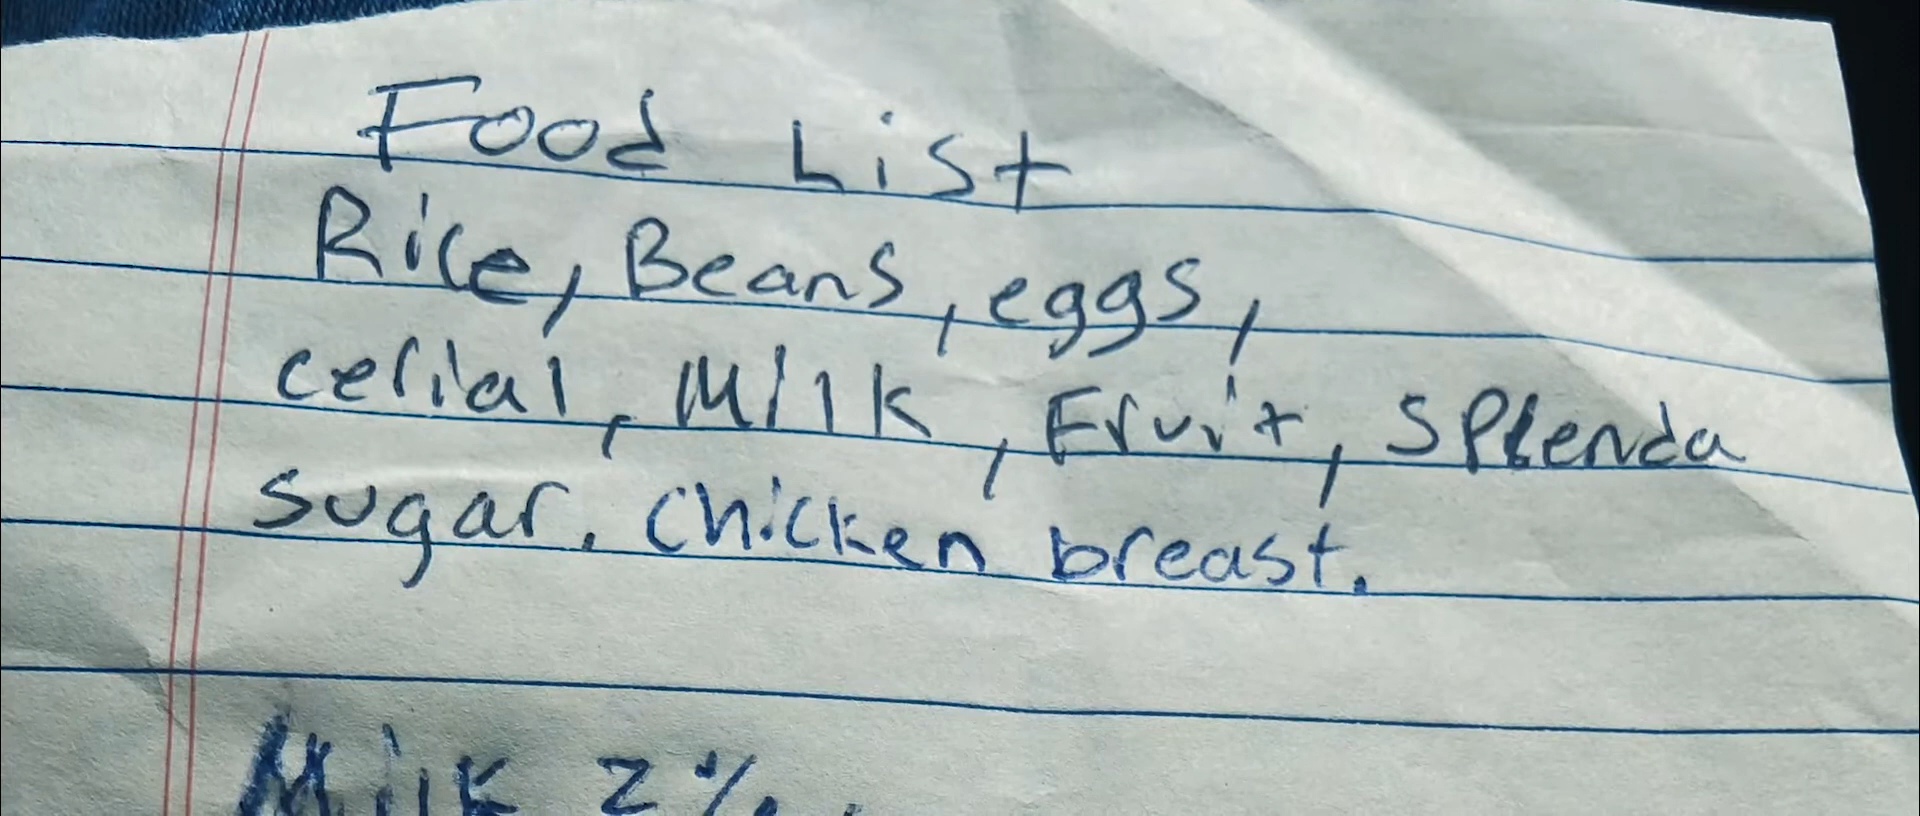 Food List
Rice, Beans, eggs,
cerial, Milk, Fruit, Splenda
sugar, chicken breast.
Milk 2%